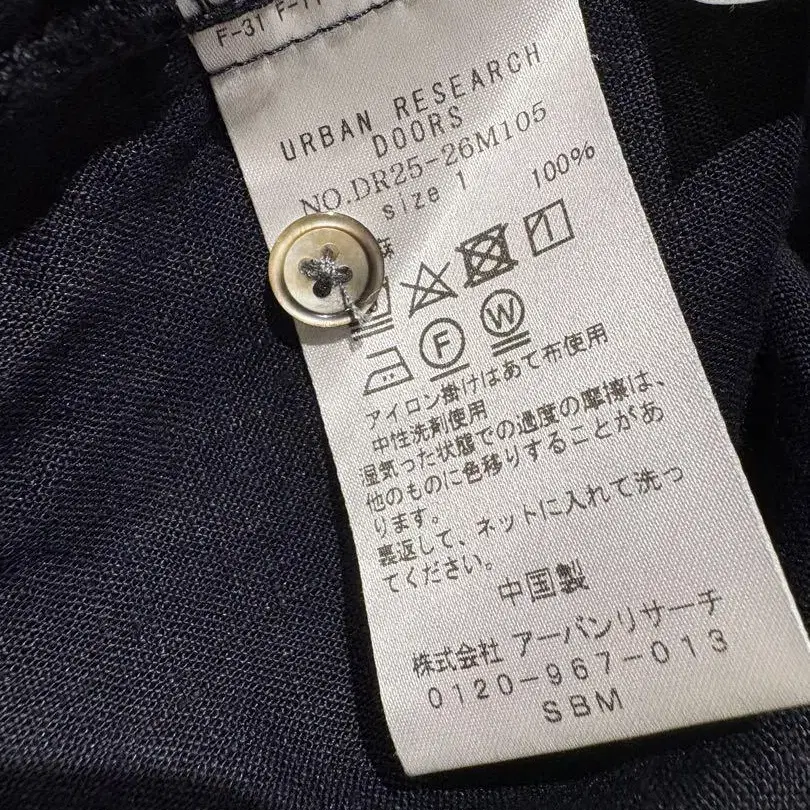 F-31 F-11
URBAN RESEARCH
DOORS
NO.DR25-26M105
size 1
麻 100%
F W
アイロン掛けはあて布使用
中性洗剤使用
湿気った状態での過度の摩擦は、
他のものに色移りすることがあ
ります。
裏返して、ネットに入れて洗っ
てください。
中国製
株式会社 アーバンリサーチ
0120-967-013
SBM